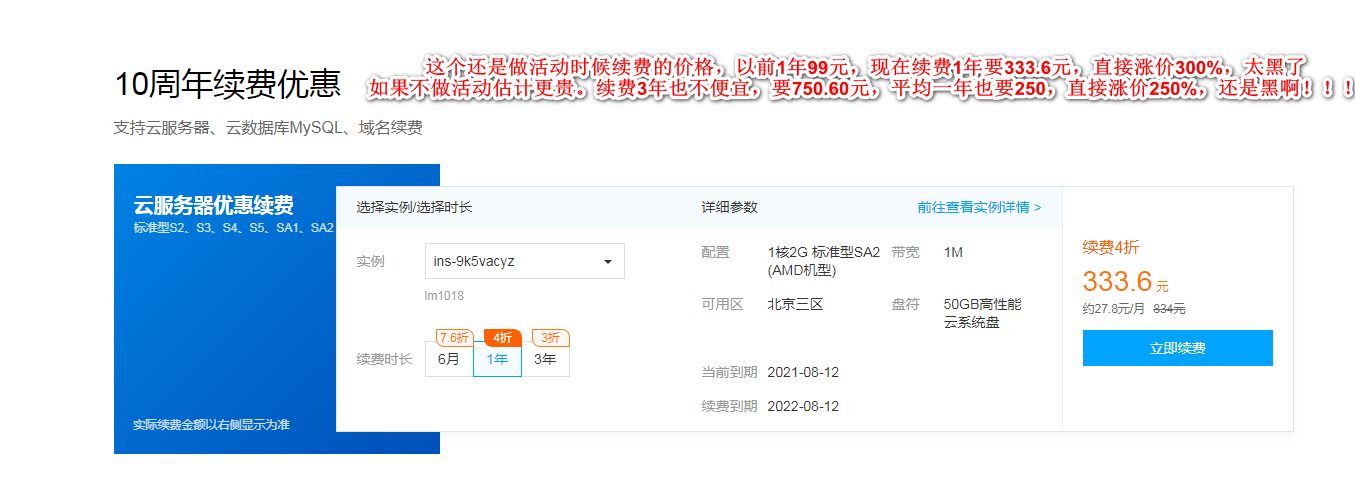 这个还是做活动时候续费的价格，以前1年99元，现在续费1年要333.6元，直接涨价300%，太黑了
如果不做活动估计更贵。续费3年也不便宜，要750.60元，平均一年也要250，直接涨价250%，还是黑啊！！！
10周年续费优惠
支持云服务器、云数据库MySQL、域名续费
云服务器优惠续费
标准型S2、S3、S4、S5、SA1、SA2
实际续费金额以右侧显示为准
选择实例/选择时长
实例 ins-9k5vacyz
lm1018
7.6折 4折 3折
续费时长 6月 1年 3年
详细参数 前往查看实例详情 >
配置 1核2G 标准型SA2 带宽 1M
(AMD机型)
可用区 北京三区 盘符 50GB高性能
云系统盘
当前到期 2021-08-12
续费到期 2022-08-12
续费4折
333.6 元
约27.8元/月 834元
立即续费